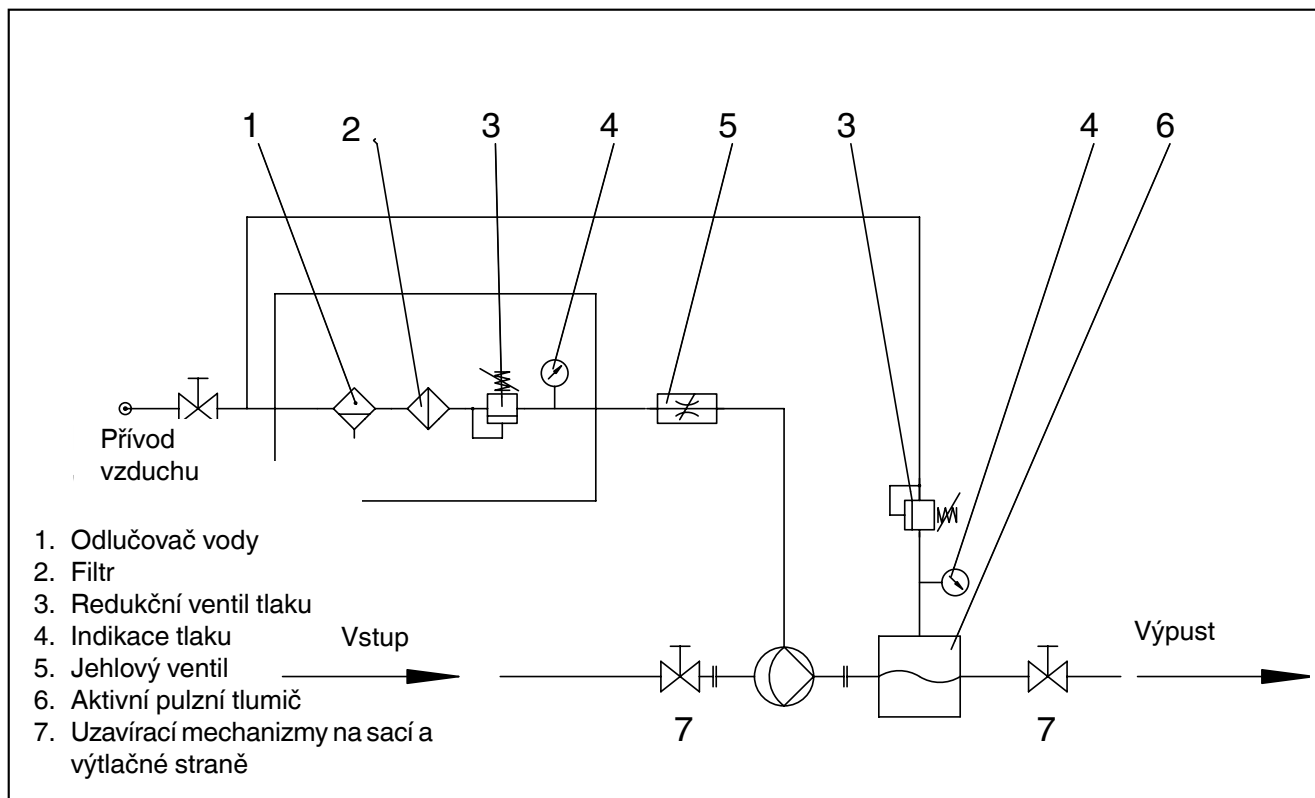 1 2 3 4 5 3 4 6
Přívod
vzduchu
1. Odlučovač vody
2. Filtr
3. Redukční ventil tlaku
4. Indikace tlaku
5. Jehlový ventil
6. Aktivní pulzní tlumič
7. Uzavírací mechanizmy na sací a
výtlačné straně
Vstup
Výpust
7 7